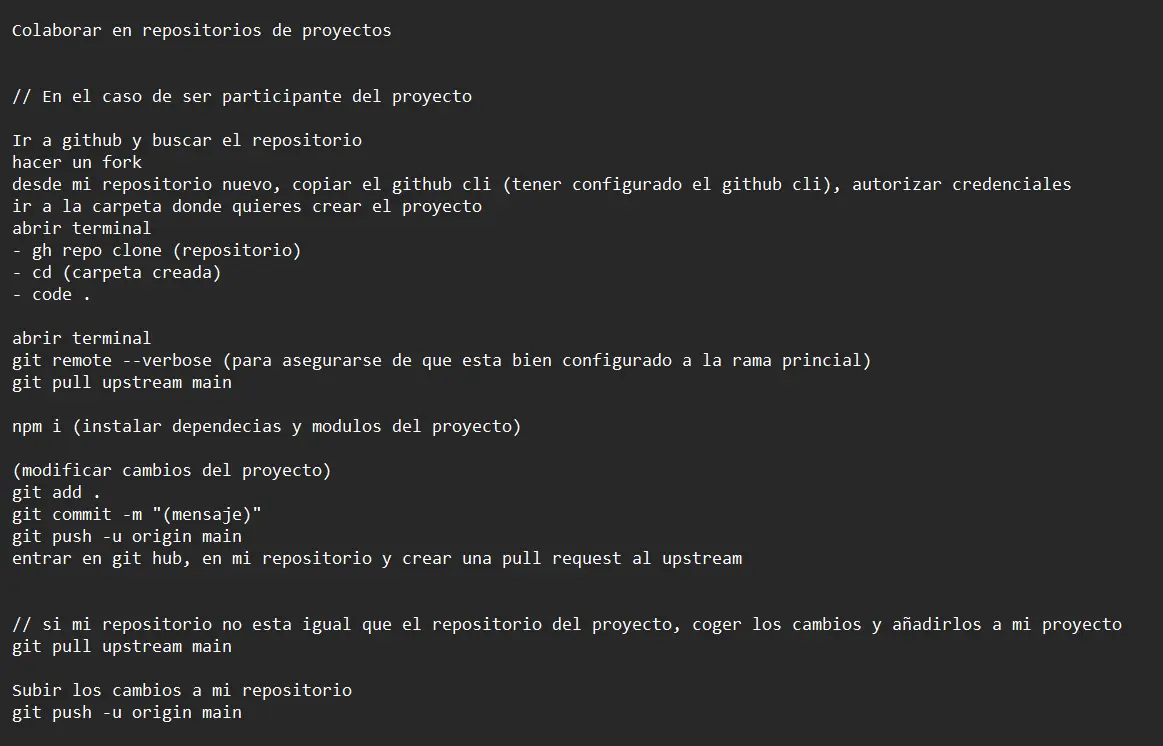 Colaborar en repositorios de proyectos
// En el caso de ser participante del proyecto
Ir a github y buscar el repositorio
hacer un fork
desde mi repositorio nuevo, copiar el github cli (tener configurado el github cli), autorizar credenciales
ir a la carpeta donde quieres crear el proyecto
abrir terminal
- gh repo clone (repositorio)
- cd (carpeta creada)
- code .
abrir terminal
git remote --verbose (para asegurarse de que esta bien configurado a la rama princial)
git pull upstream main
npm i (instalar dependecias y modulos del proyecto)
(modificar cambios del proyecto)
git add .
git commit -m "(mensaje)"
git push -u origin main
entrar en git hub, en mi repositorio y crear una pull request al upstream
// si mi repositorio no esta igual que el repositorio del proyecto, coger los cambios y añadirlos a mi proyecto
git pull upstream main
Subir los cambios a mi repositorio
git push -u origin main